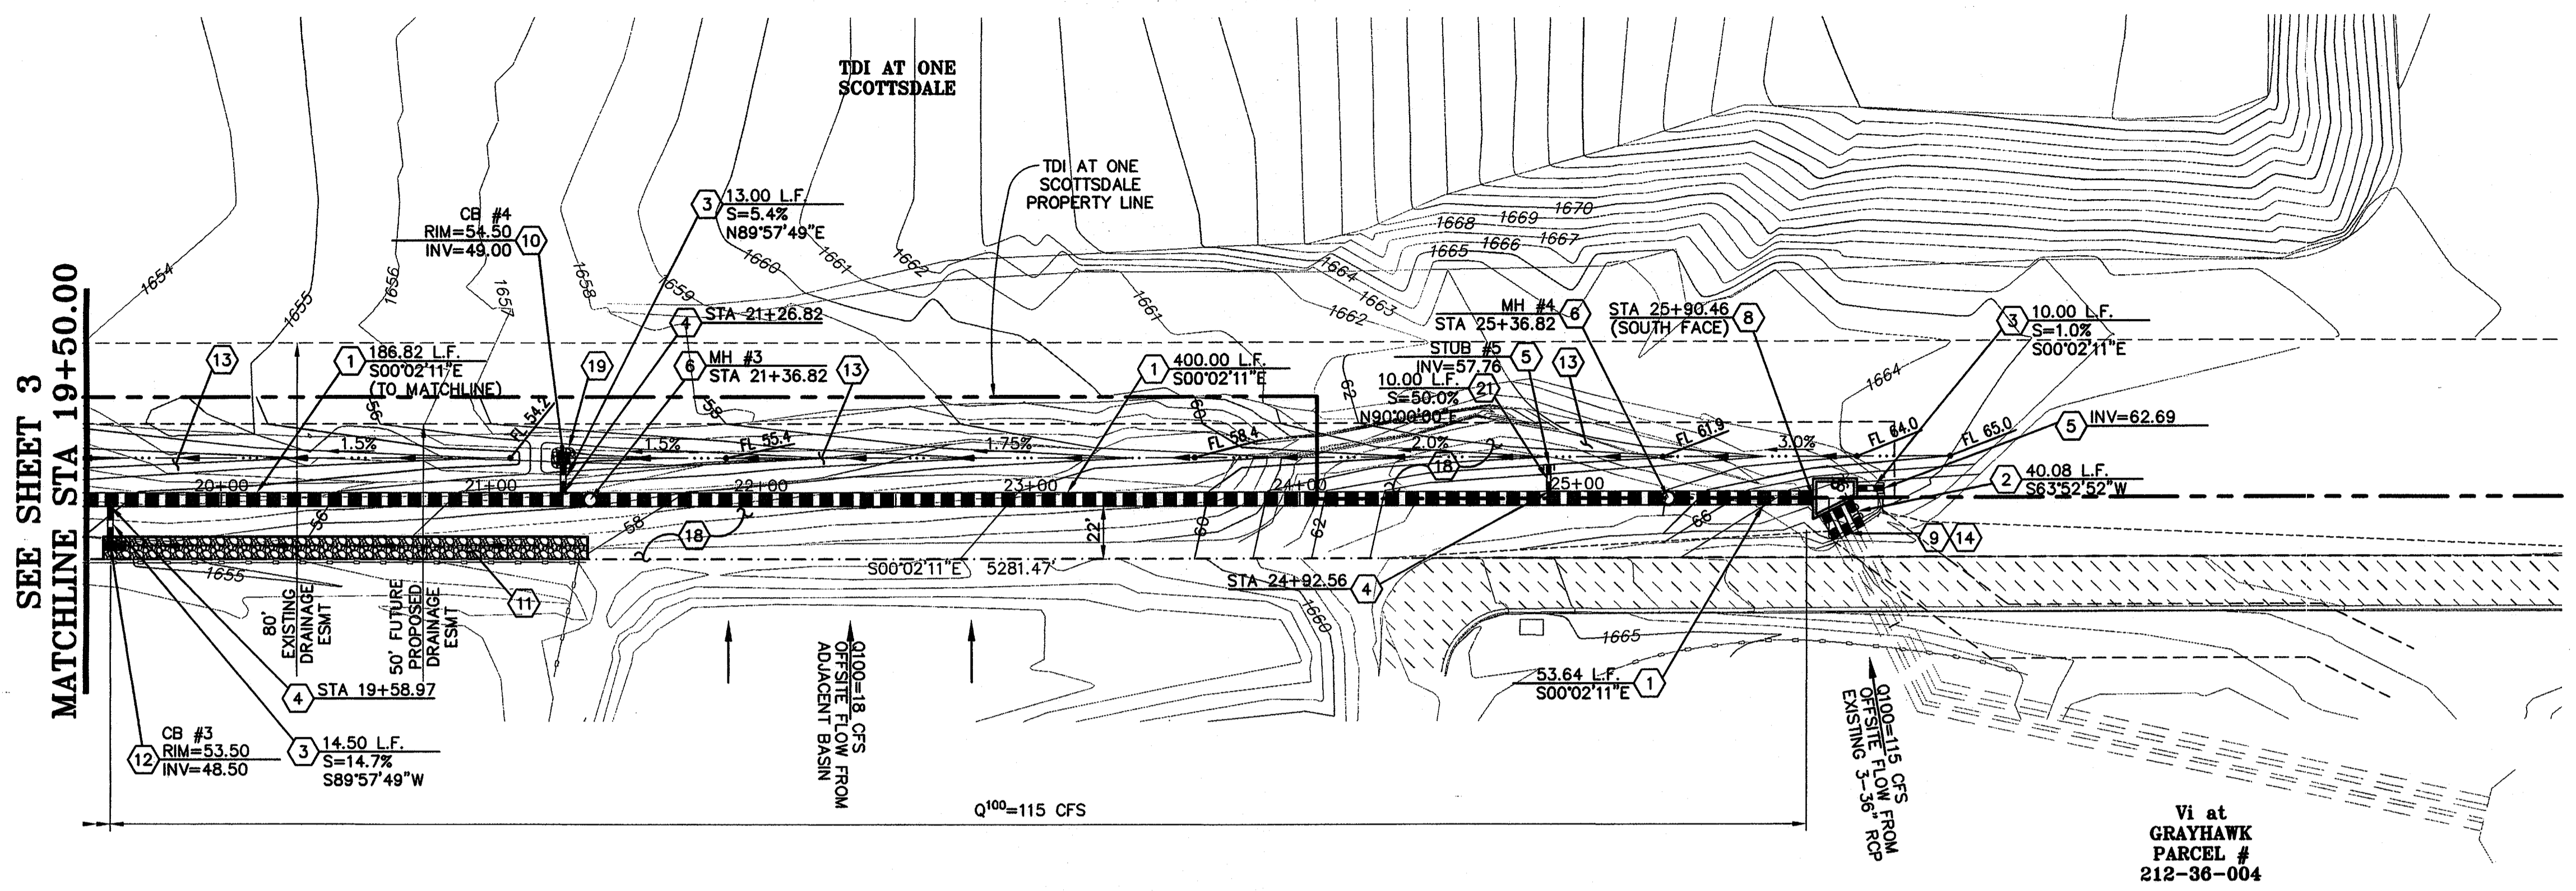 SEE SHEET 3
MATCHLINE STA 19+50.00
TDI AT ONE
SCOTTSDALE
TDI AT ONE
SCOTTSDALE
PROPERTY LINE
3
13.00 L.F.
S=5.4%
N89°57'49"E
CB #4
RIM=54.50
INV=49.00
10
1654
1655
1656
1657
1658
1659
1660
1661
1662
1661
1662
1663
1664
1665
1666
1667
1668
1669
1670
1664
4
STA 21+26.82
6
MH #3
STA 21+36.82
13
1
186.82 L.F.
S00°02'11"E
(TO MATCHLINE)
19
13
1
400.00 L.F.
S00°02'11"E
MH #4
STA 25+36.82
6
STUB #5
INV=57.76
5
13
10.00 L.F.
S=50.0%
N90°00'00"E
21
STA 25+90.46
(SOUTH FACE)
8
3
10.00 L.F.
S=1.0%
S00°02'11"E
5
INV=62.69
2
40.08 L.F.
S63°52'52"W
9
14
56
58
60
62
1.5%
FL 54.2
1.5%
FL 55.4
1.75%
FL 58.4
2.0%
18
FL 61.9
3.0%
FL 64.0
FL 65.0
20+00
21+00
22+00
23+00
24+00
25+00
56
58
60
62
66
18
22'
S00°02'11"E 5281.47'
1655
11
80'
EXISTING
DRAINAGE
ESMT
50' FUTURE
PROPOSED
DRAINAGE
ESMT
STA 24+92.56
4
1660
1665
53.64 L.F.
S00°02'11"E
1
4
STA 19+58.97
12
CB #3
RIM=53.50
INV=48.50
3
14.50 L.F.
S=14.7%
S89°57'49"W
Q100=18 CFS
OFFSITE FLOW FROM
ADJACENT BASIN
Q100=115 CFS
OFFSITE FLOW FROM
EXISTING 3-36" RCP
Q¹⁰⁰=115 CFS
Vi at
GRAYHAWK
PARCEL #
212-36-004